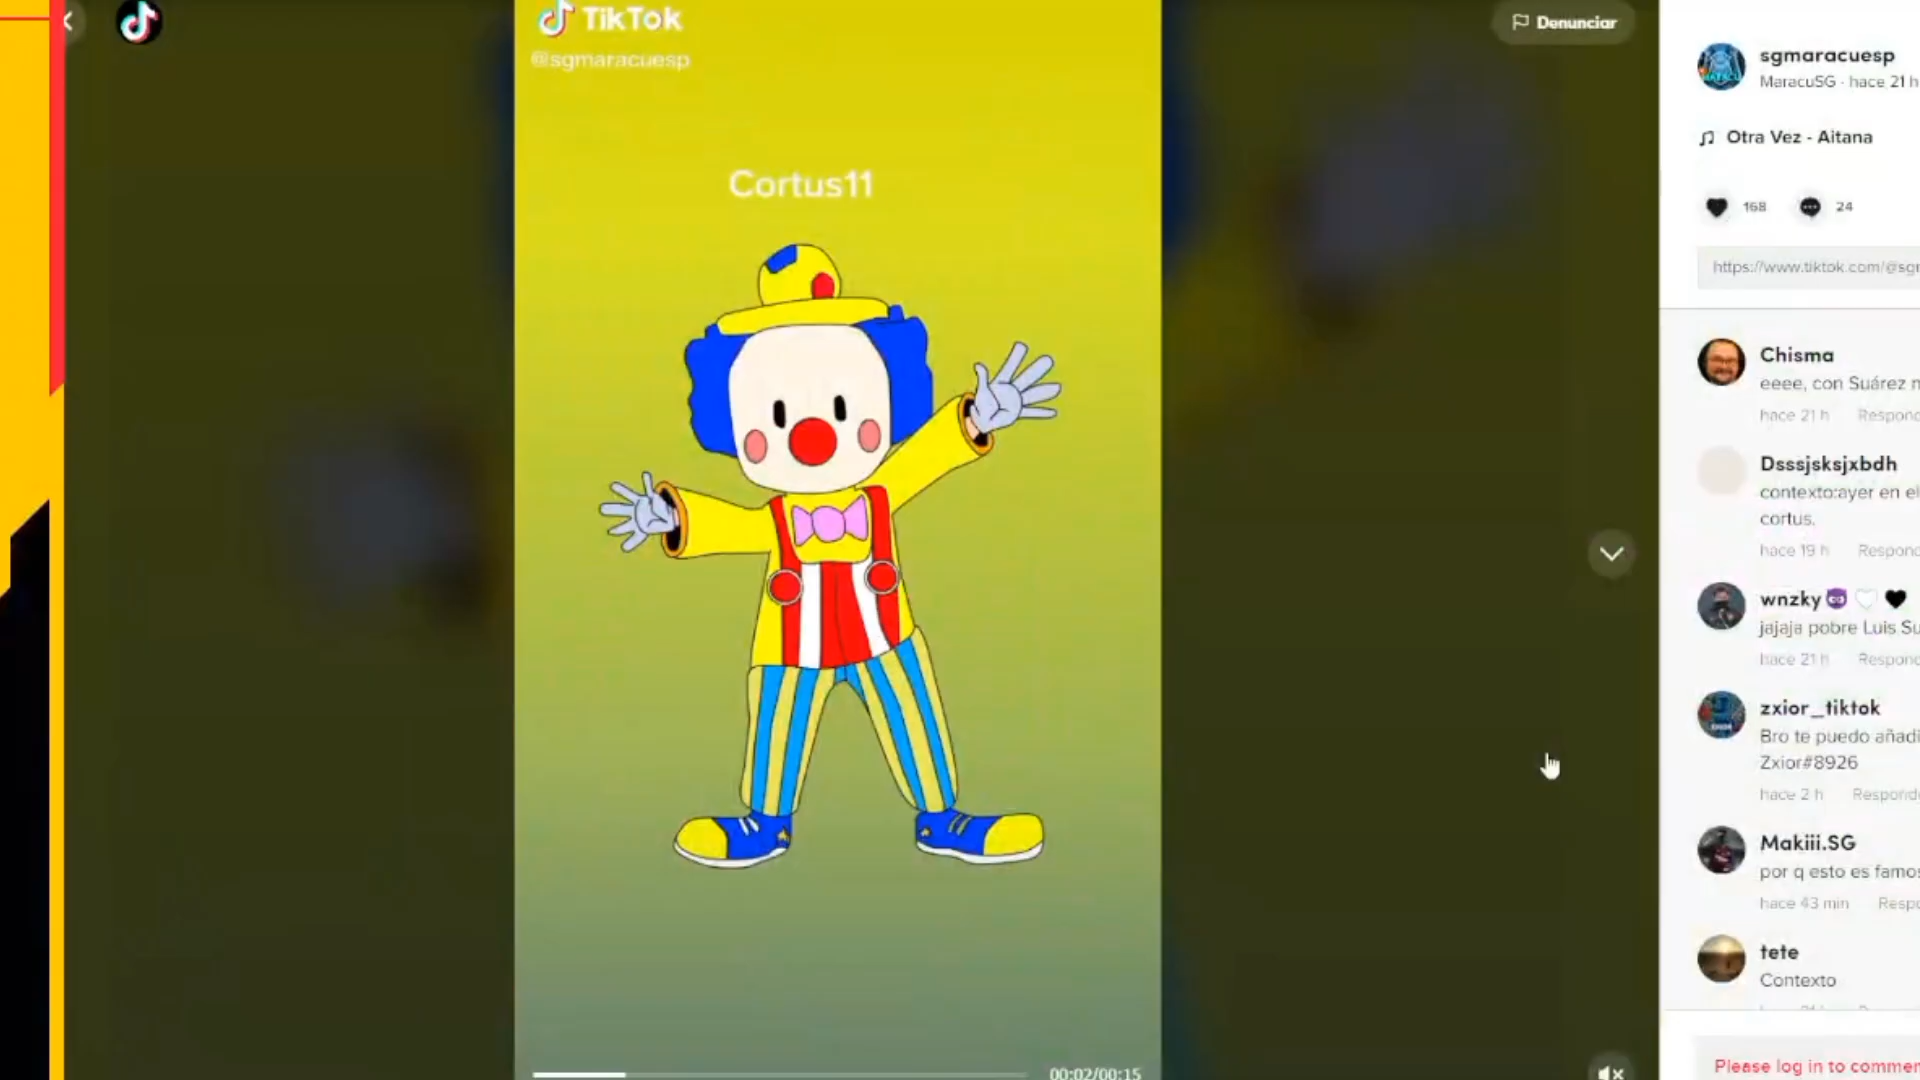 TikTok
@sgmaracuesp
Cortus11
00:02/00:15
Denunciar
sgmaracuesp
MaracuSG · hace 21 h
Otra Vez - Aitana
168
24
https://www.tiktok.com/@sg
Chisma
eeee, con Suárez
hace 21 h
Dsssjsksjxbdh
contexto:ayer en el
cortus.
hace 19 h
wnzky
jajaja pobre Luis
hace 21 h
zxior_tiktok
Bro te puedo
Zxior#8926
hace 2 h
Makiii.SG
por q esto es
hace 43 min
tete
Contexto
Please log in to